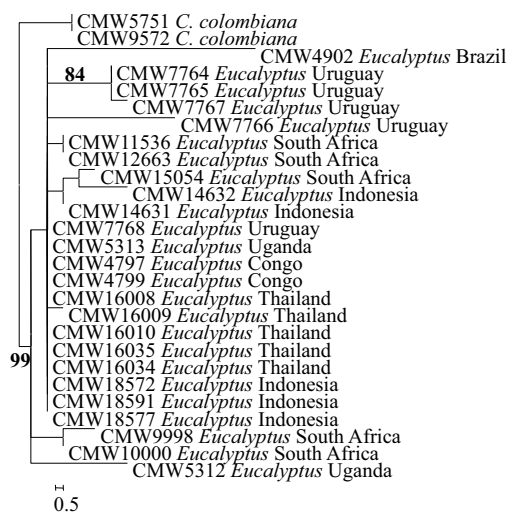 CMW5751 C. colombiana
CMW9572 C. colombiana
CMW4902 Eucalyptus Brazil
84 CMW7764 Eucalyptus Uruguay
CMW7765 Eucalyptus Uruguay
CMW7767 Eucalyptus Uruguay
CMW7766 Eucalyptus Uruguay
CMW11536 Eucalyptus South Africa
CMW12663 Eucalyptus South Africa
CMW15054 Eucalyptus South Africa
CMW14632 Eucalyptus Indonesia
CMW14631 Eucalyptus Indonesia
CMW7768 Eucalyptus Uruguay
CMW5313 Eucalyptus Uganda
CMW4797 Eucalyptus Congo
CMW4799 Eucalyptus Congo
CMW16008 Eucalyptus Thailand
CMW16009 Eucalyptus Thailand
CMW16010 Eucalyptus Thailand
CMW16035 Eucalyptus Thailand
99 CMW16034 Eucalyptus Thailand
CMW18572 Eucalyptus Indonesia
CMW18591 Eucalyptus Indonesia
CMW18577 Eucalyptus Indonesia
CMW9998 Eucalyptus South Africa
CMW10000 Eucalyptus South Africa
CMW5312 Eucalyptus Uganda
0.5